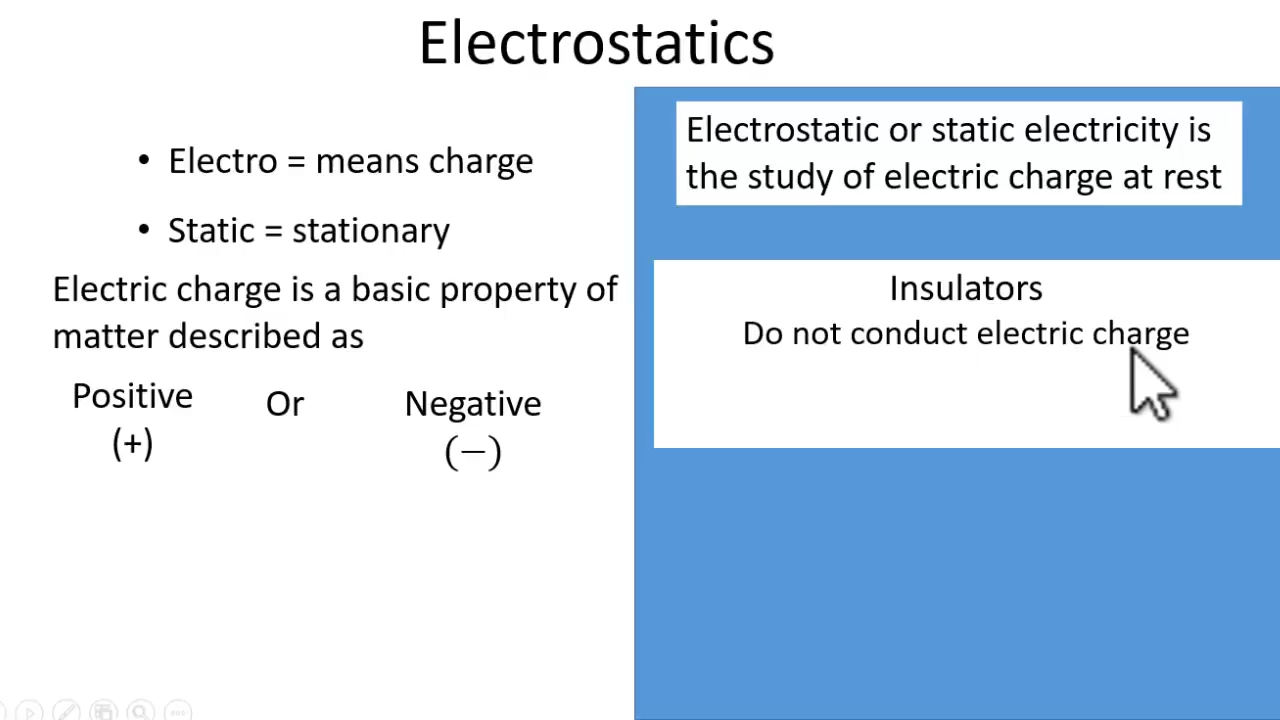 Electrostatics
• Electro = means charge
• Static = stationary
Electric charge is a basic property of
matter described as
Positive
(+)
Or
Negative
(−)
Electrostatic or static electricity is
the study of electric charge at rest
Insulators
Do not conduct electric charge